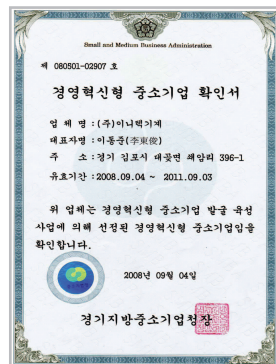 Small and Medium Business Administration
제 080501-02907 호
경영혁신형 중소기업 확인서
업 체 명 : (주)이니텍기계
대표자명 : 이동준(李東俊)
주 소 : 경기 김포시 대곶면 쇄암리 396-1
유효기간 : 2008.09.04 ~ 2011.09.03
위 업체는 경영혁신형 중소기업 발굴 육성
사업에 의해 선정된 경영혁신형 중소기업임을
확인합니다.
2008년 09월 04일
경기지방중소기업청장